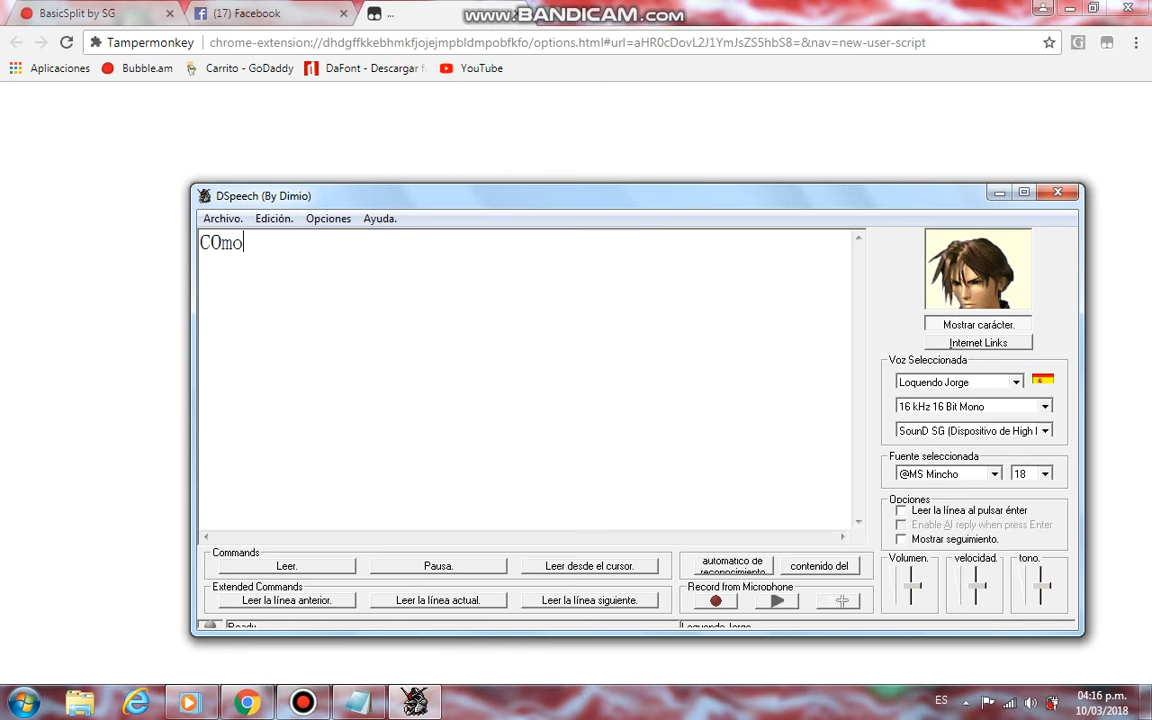 BasicSplit by SG
(17) Facebook
...
www.BANDICAM.com
Tampermonkey
chrome-extension://dhdgffkkebhmkfjojejmpbldmpobfkfo/options.html#url=aHR0cDovL2J1YmJsZS5hbS8=&nav=new-user-script
Aplicaciones
Bubble.am
Carrito - GoDaddy
DaFont - Descargar f
YouTube
DSpeech (By Dimio)
Archivo.
Edición.
Opciones
Ayuda.
COmo
Mostrar carácter.
Internet Links
Voz Seleccionada
Loquendo Jorge
16 kHz 16 Bit Mono
SounD SG (Dispositivo de High I
Fuente seleccionada
@MS Mincho
18
Opciones
Leer la línea al pulsar énter
Enable AI reply when press Enter
Mostrar seguimiento.
Commands
Leer.
Pausa.
Leer desde el cursor.
automatico de
reconocimiento
contenido del
Volumen.
velocidad.
tono.
Extended Commands
Leer la línea anterior.
Leer la línea actual.
Leer la línea siguiente.
Record from Microphone
Ready
Loquendo Jorge
ES
04:16 p.m.
10/03/2018